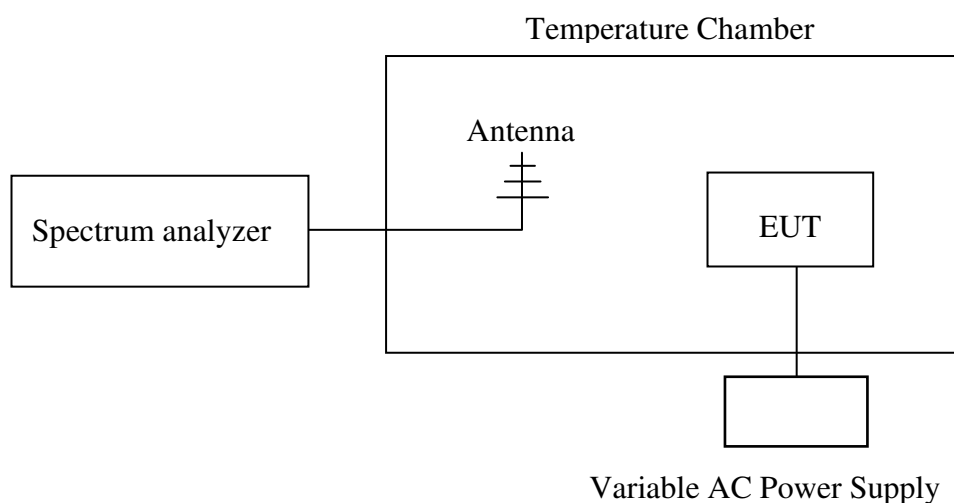 Temperature Chamber
Antenna
Spectrum analyzer
EUT
Variable AC Power Supply